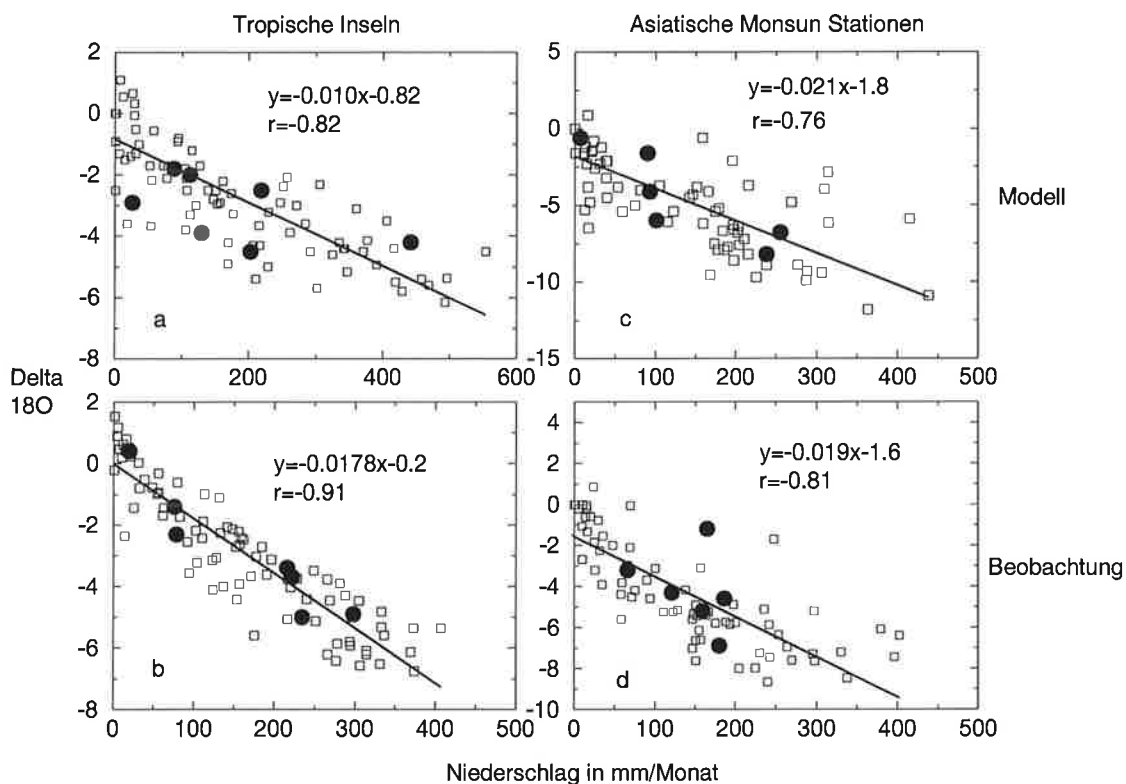 Tropische Inseln
Asiatische Monsun Stationen
2
0
-2
-4
-6
-8
y=-0.010x-0.82
r=-0.82
a
0
200
400
600
5
0
-5
-10
-15
y=-0.021x-1.8
r=-0.76
c
0
100
200
300
400
500
Modell
Delta
18O
2
0
-2
-4
-6
-8
y=-0.0178x-0.2
r=-0.91
b
0
100
200
300
400
500
4
2
0
-2
-4
-6
-8
-10
y=-0.019x-1.6
r=-0.81
d
0
100
200
300
400
500
Beobachtung
Niederschlag in mm/Monat